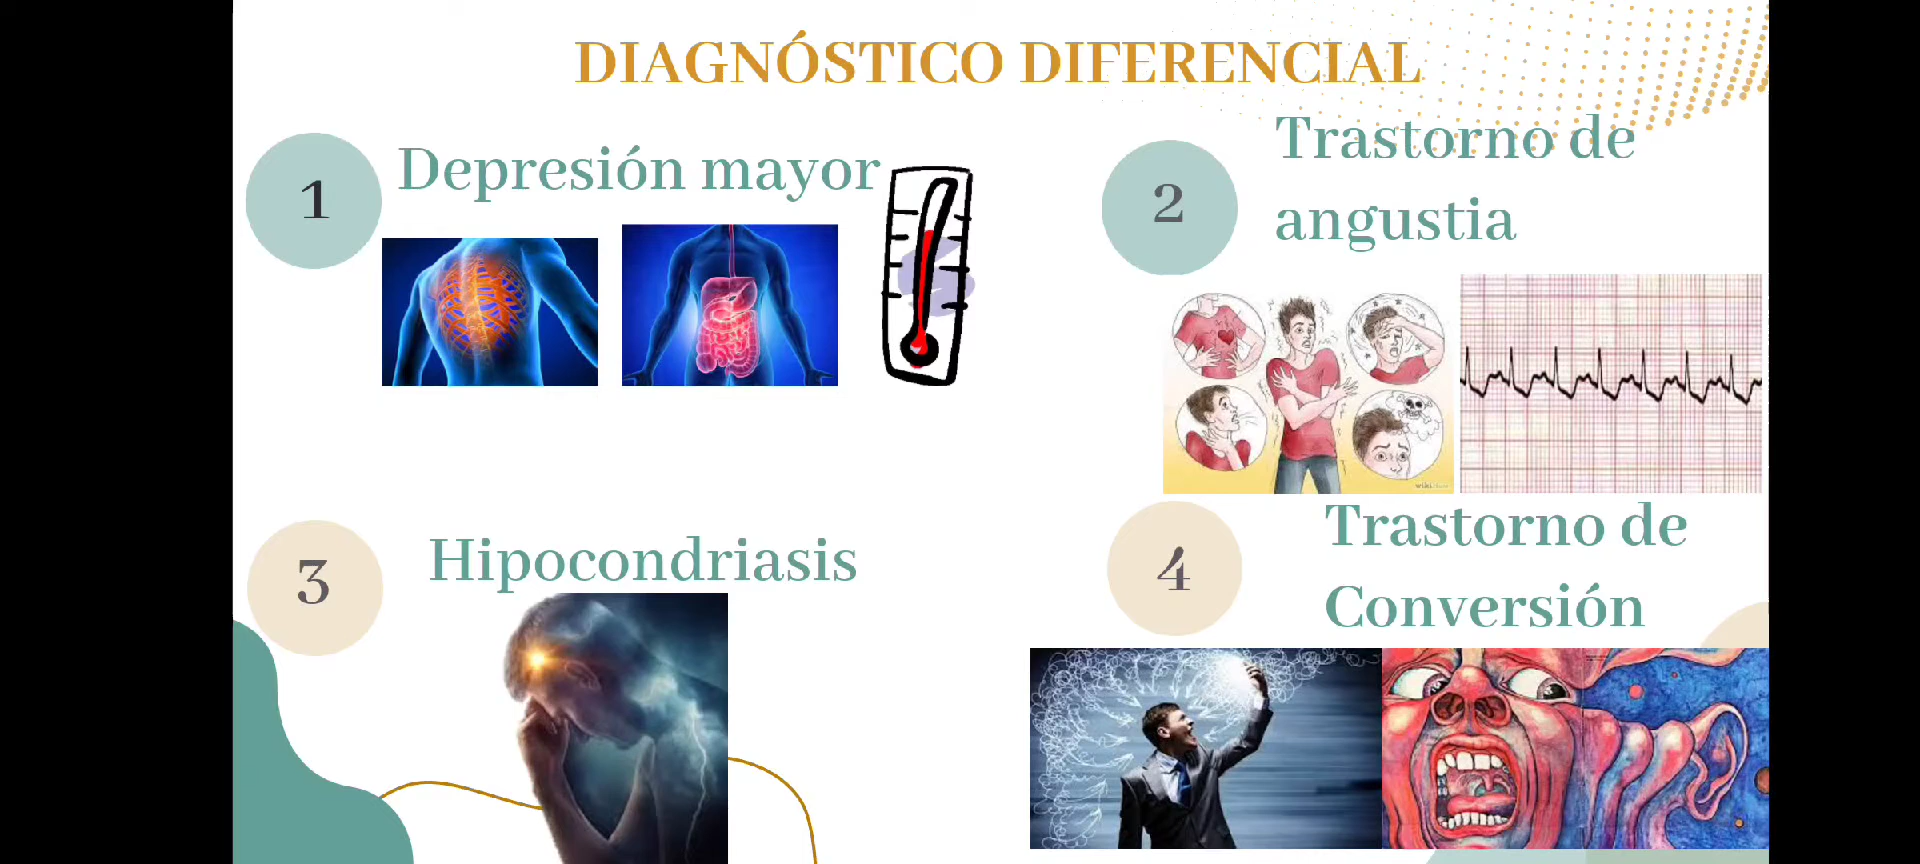 DIAGNÓSTICO DIFERENCIAL
1
Depresión mayor
2
Trastorno de
angustia
3
Hipocondriasis
4
Trastorno de
Conversión